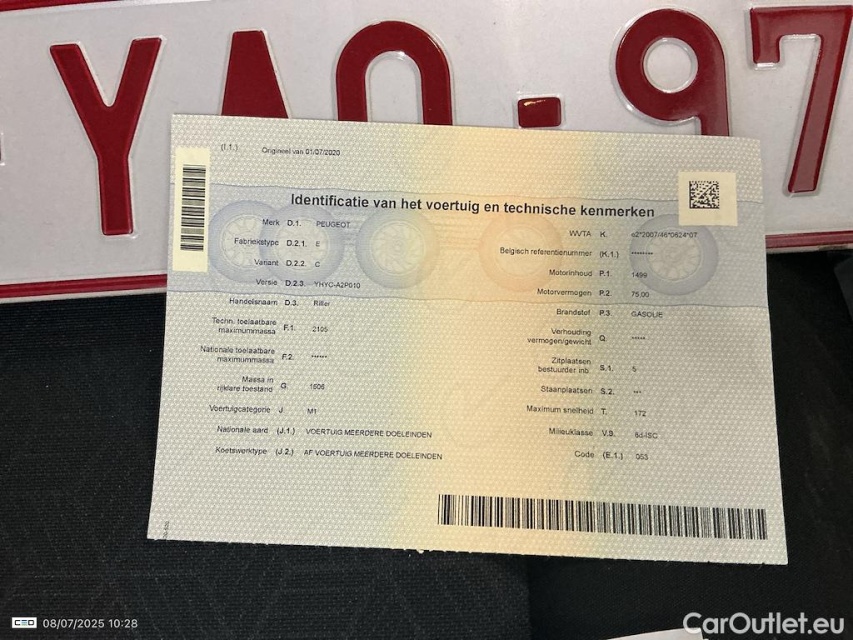 YAQ-97
(I.1.) Origineel van 01/07/2020
Identificatie van het voertuig en technische kenmerken
Merk D.1. PEUGEOT
Fabriekstype D.2.1. E
Variant D.2.2. C
Versie D.2.3. YHYC-A2P010
Handelsnaam D.3. Rifter
Techn. toelaatbare
maximummassa F.1. 2105
Nationale toelaatbare
maximummassa F.2. ******
Massa in
rijklare toestand G. 1606
Voertuigcategorie J. M1
Nationale aard (J.1.) VOERTUIG MEERDERE DOELEINDEN
Koetswerktype (J.2.) AF VOERTUIG MEERDERE DOELEINDEN
WVTA K. e2*2007/46*0624*07
Belgisch referentienummer (K.1.) ********
Motorinhoud P.1. 1499
Motorvermogen P.2. 75,00
Brandstof P.3. GASOLIE
Verhouding
vermogen/gewicht Q. *****
Zitplaatsen
bestuurder inb. S.1. 5
Staanplaatsen S.2. ***
Maximum snelheid T. 172
Milieuklasse V.9. 6d-ISC
Code (E.1.) 053
CED 08/07/2025 10:28
CarOutlet.eu